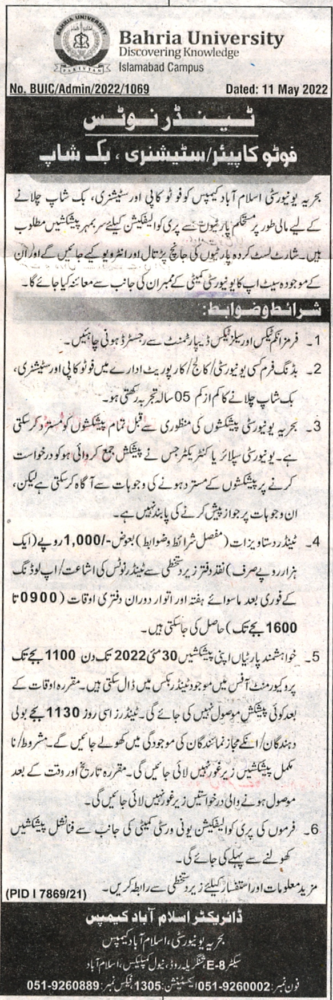 BAHRIA UNIVERSITY
PAKISTAN
Bahria University
Discovering Knowledge
Islamabad Campus
No. BUIC/Admin/2022/1069 Dated: 11 May 2022
ٹینڈر نوٹس
فوٹو کاپیئر/سٹیشنری، بک شاپ
بحریہ یونیورسٹی اسلام آباد کیمپس کو فوٹو کاپی اور سٹیشنری، بک شاپ چلانے
کے لیے مالی طور پر مستحکم پارٹیوں سے پری کوالیفکیشن کیلئے سربمہر پیشکشیں مطلوب
ہیں۔ شارٹ لسٹ کردہ پارٹیوں کی جانچ پڑتال اور انٹرویو کیے جائیں گے اور ان
کے موجودہ سیٹ اپ کا یونیورسٹی کمیٹی کے ممبران کی جانب سے معائنہ کیا جائے گا۔
شرائط و ضوابط:
1۔ فرمز انکم ٹیکس اور سیلز ٹیکس ڈیپارٹمنٹ سے رجسٹرڈ ہونی چاہئیں۔
2۔ بڈنگ فرم کسی یونیورسٹی/کالج/کارپوریٹ ادارے میں فوٹو کاپی اور سٹیشنری،
بک شاپ چلانے کا کم از کم 05 سالہ تجربہ رکھتی ہو۔
3۔ بحریہ یونیورسٹی پیشکشوں کی منظوری سے قبل تمام پیشکشوں کو مسترد کر سکتی
ہے۔ یونیورسٹی سپلائر یا کنٹریکٹر جس نے پیشکش جمع کروائی ہو کو درخواست
کرنے پر پیشکشوں کے مسترد ہونے کی وجوہات سے آگاہ کر سکتی ہے لیکن،
ان وجوہات پر جواز پیش کرنے کی پابند نہیں ہے۔
4۔ ٹینڈر دستاویزات (مفصل شرائط و ضوابط) بعوض -/1,000 روپے (ایک
ہزار روپے صرف) نقد دفتر زیر دستخطی سے ٹینڈر نوٹس کی اشاعت/اپ لوڈنگ
کے فوری بعد ماسوائے ہفتہ اور اتوار دوران دفتری اوقات (0900 تا
1600 بجے تک) حاصل کی جا سکتی ہیں۔
5۔ خواہشمند پارٹیاں اپنی پیشکشیں 30 مئی 2022 تک دن 1100 بجے تک
پروکیورمنٹ آفس میں موجود ٹینڈر بکس میں ڈال سکتی ہیں۔ مقررہ اوقات کے
بعد کوئی پیشکش موصول نہیں کی جائے گی۔ ٹینڈرز اسی روز 1130 بجے بولی
دہندگان/انکے مجاز نمائندگان کی موجودگی میں کھولے جائیں گے۔ مشروط/نا
مکمل پیشکشیں زیر غور نہیں لائی جائیں گی۔ مقررہ تاریخ اور وقت کے بعد
موصول ہونے والی درخواستیں زیر غور نہیں لائی جائیں گی۔
6۔ فرموں کی پری کوالیفکیشن یونی ورسٹی کمیٹی کی جانب سے فنانشل پیشکشیں
کھولنے سے پہلے کی جائے گی۔
مزید معلومات اور استفسار کیلئے زیر دستخطی سے رابطہ کریں۔
(PID I 7869/21)
ڈائریکٹر اسلام آباد کیمپس
بحریہ یونیورسٹی، اسلام آباد کیمپس
سیکٹر E-8، شنگریلہ روڈ، نیول کمپلیکس، اسلام آباد
فون نمبر: 051-9260002 ایکسٹینشن: 1305، فیکس نمبر: 051-9260889